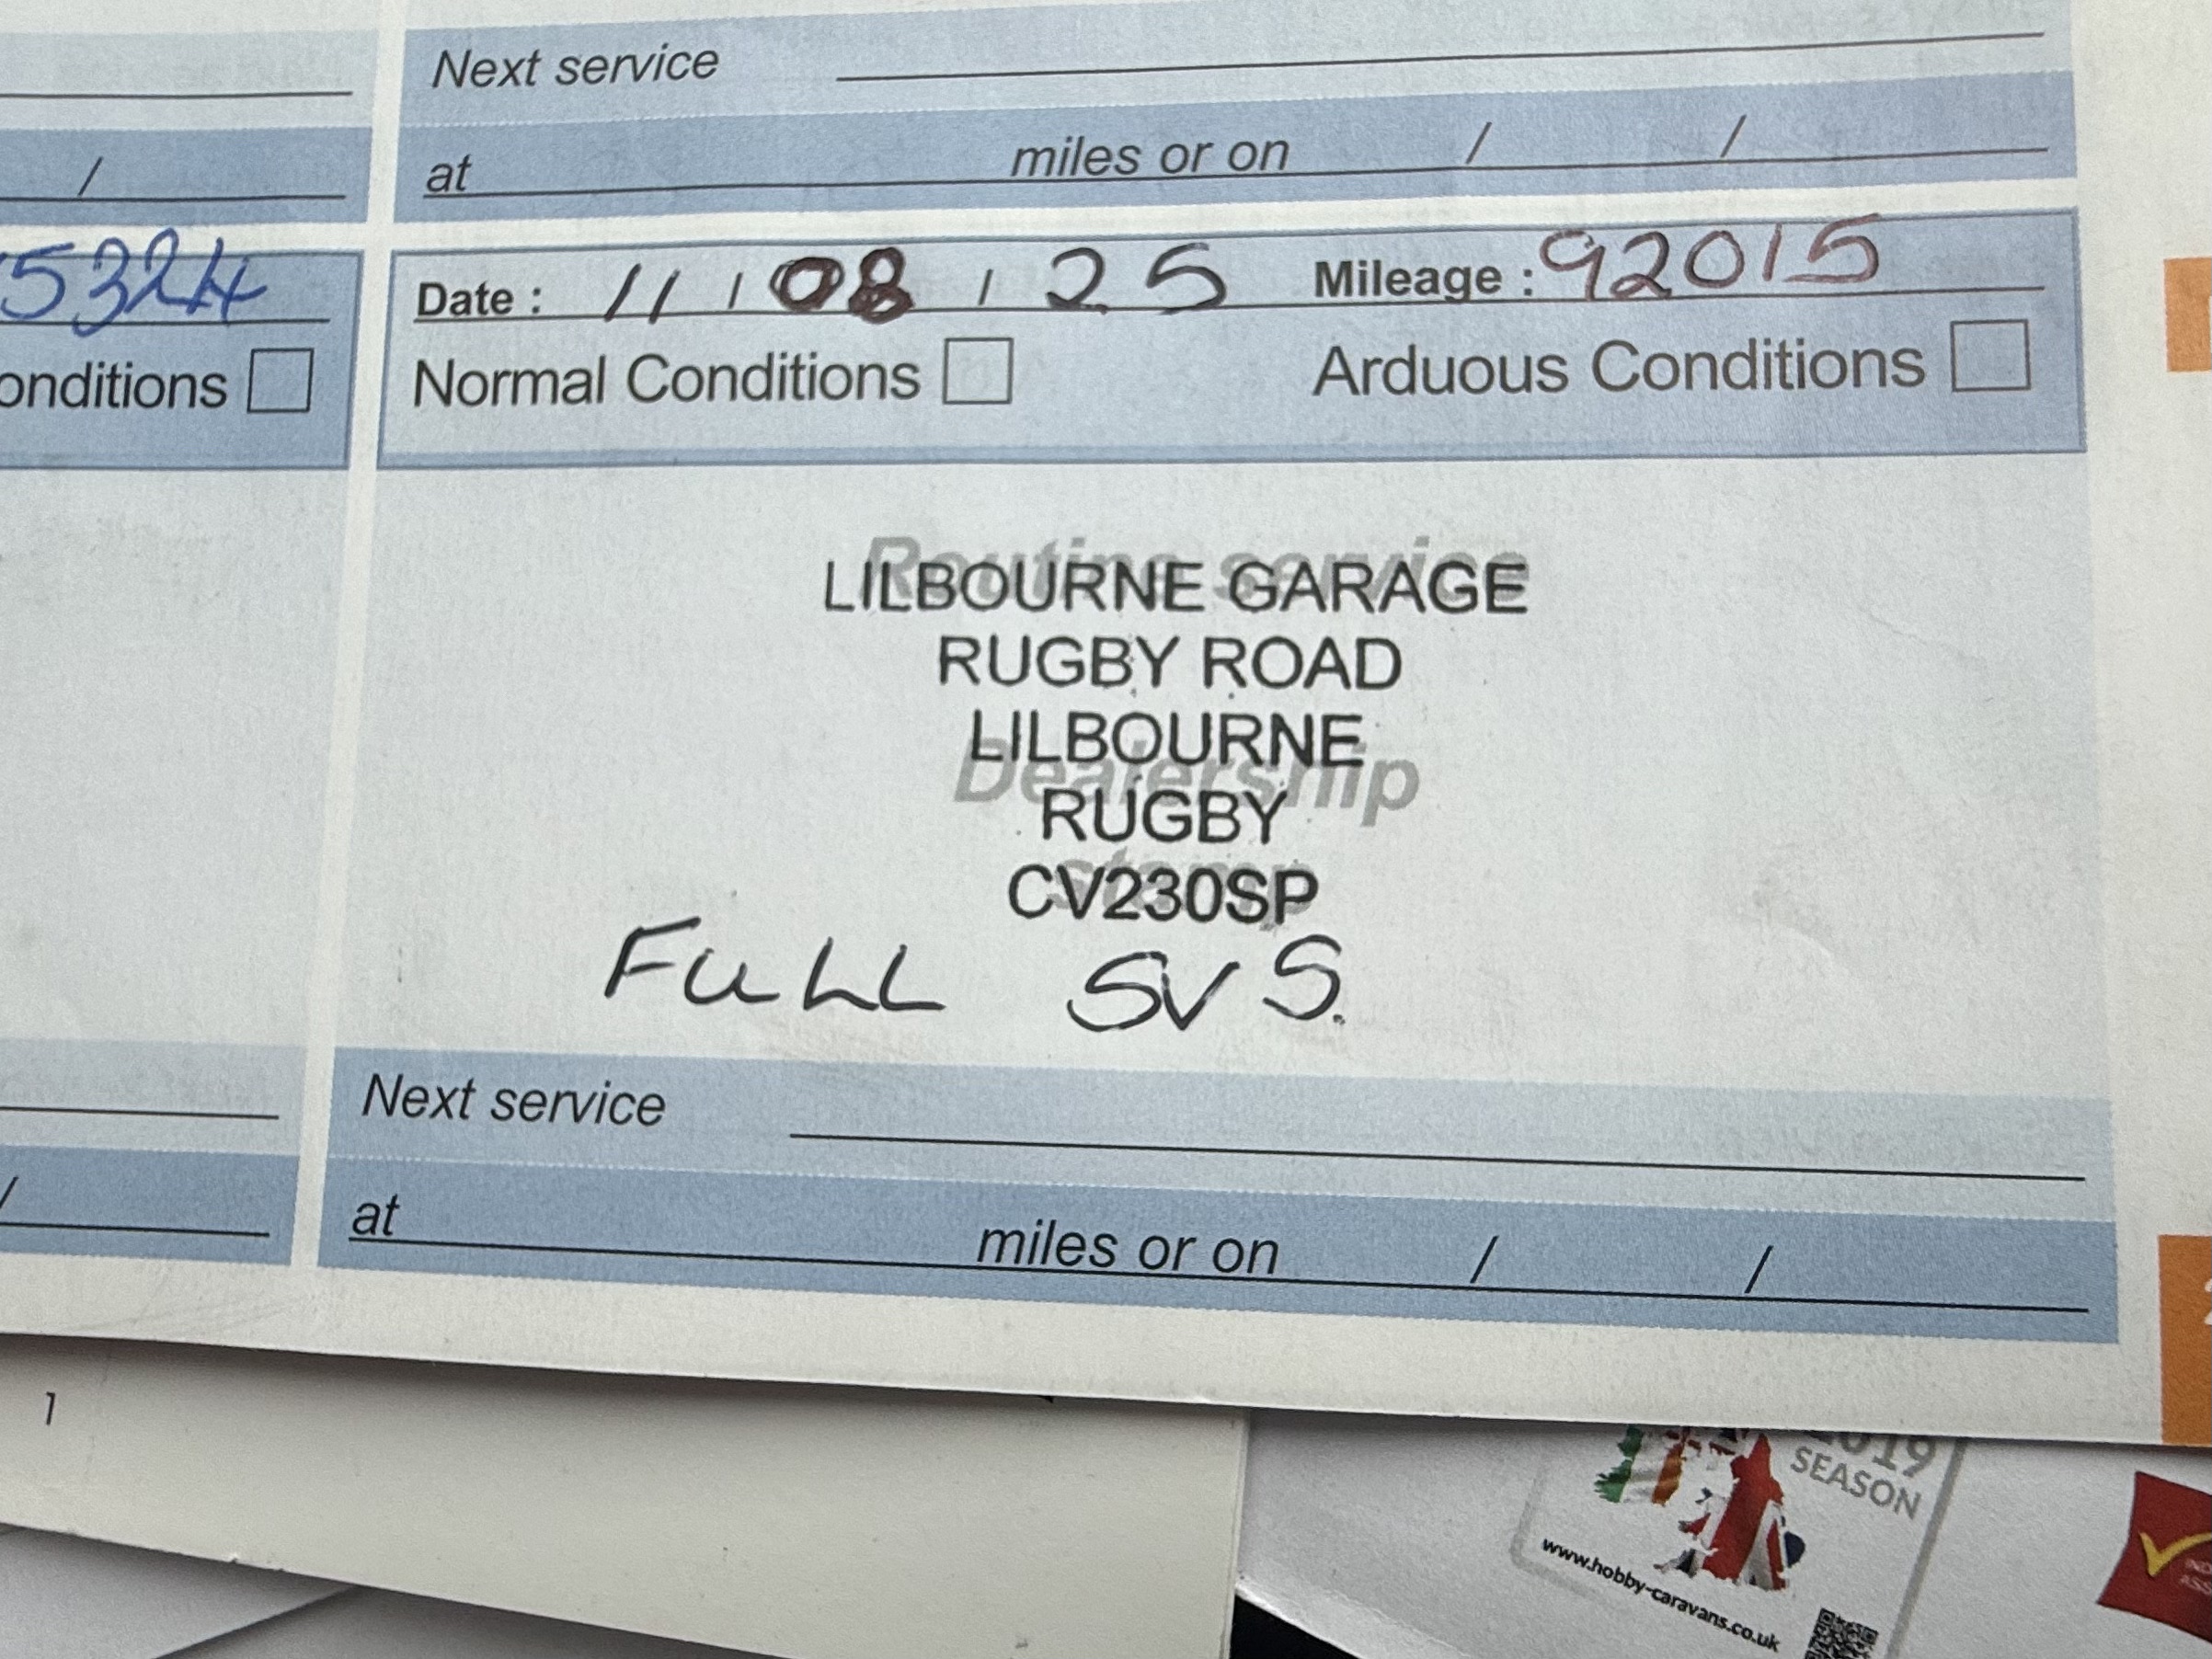 Next service
/
at miles or on / /
5324
Date : 11 / 08 / 25 Mileage : 92015
onditions
Normal Conditions Arduous Conditions
Routine service
LILBOURNE GARAGE
RUGBY ROAD
LILBOURNE
Dealership
RUGBY
stamp
CV230SP
FULL SVS.
Next service
/
at miles or on / /
1
2019
SEASON
www.hobby-caravans.co.uk